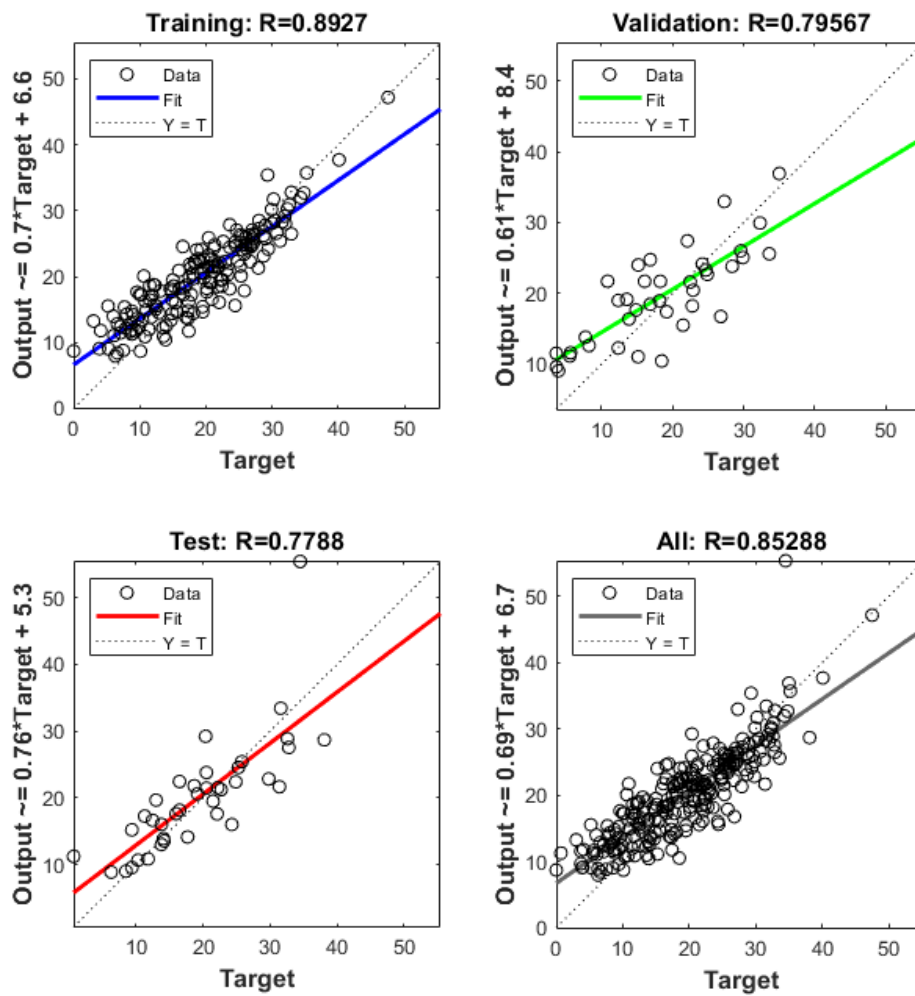 Training: R=0.8927
Output ~= 0.7*Target + 6.6
50
40
30
20
10
0
Data
Fit
Y = T
0 10 20 30 40 50
Target
Validation: R=0.79567
Output ~= 0.61*Target + 8.4
50
40
30
20
10
Data
Fit
Y = T
10 20 30 40 50
Target
Test: R=0.7788
Output ~= 0.76*Target + 5.3
50
40
30
20
10
Data
Fit
Y = T
10 20 30 40 50
Target
All: R=0.85288
Output ~= 0.69*Target + 6.7
50
40
30
20
10
0
Data
Fit
Y = T
0 10 20 30 40 50
Target